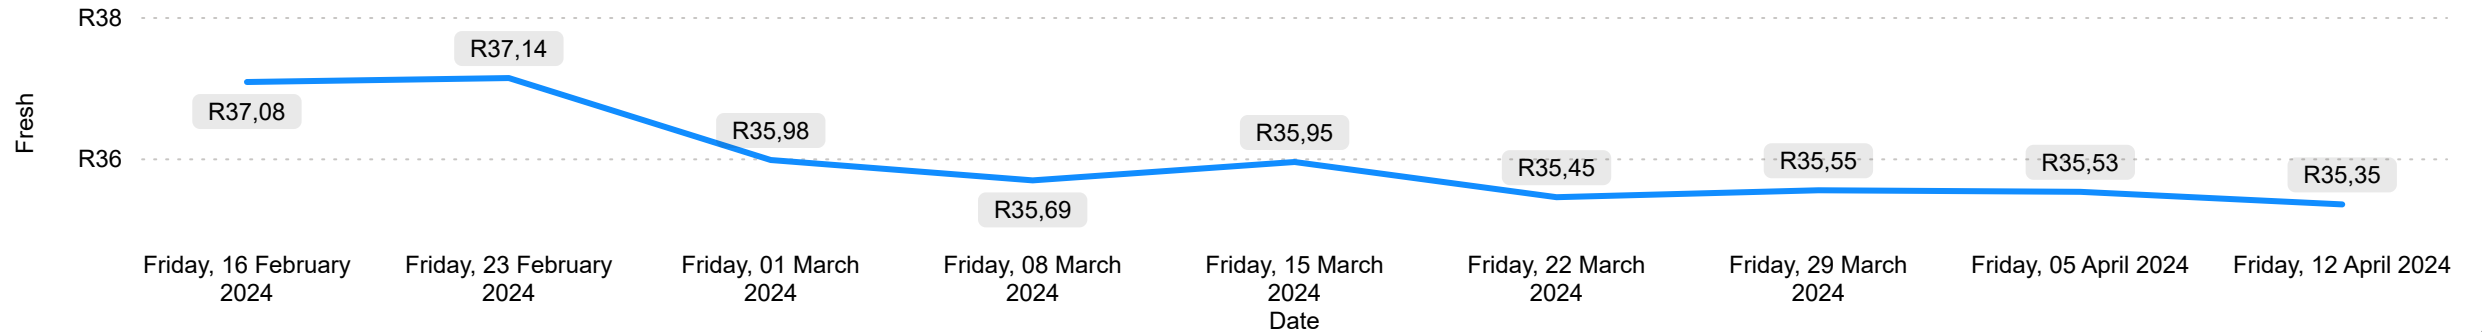 R38
R37,14
R37,08
Fresh
R35,98
R35,95
R36
R35,45
R35,55
R35,53
R35,35
R35,69
Friday, 16 February
2024
Friday, 23 February
2024
Friday, 01 March
2024
Friday, 08 March
2024
Friday, 15 March
2024
Friday, 22 March
2024
Friday, 29 March
2024
Friday, 05 April 2024
Friday, 12 April 2024
Date